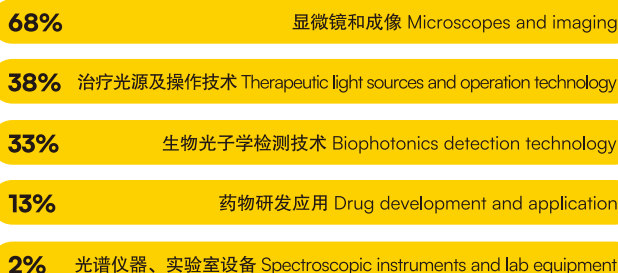 68% 显微镜和成像 Microscopes and imaging
38% 治疗光源及操作技术 Therapeutic light sources and operation technology
33% 生物光子学检测技术 Biophotonics detection technology
13% 药物研发应用 Drug development and application
2% 光谱仪器、实验室设备 Spectroscopic instruments and lab equipment